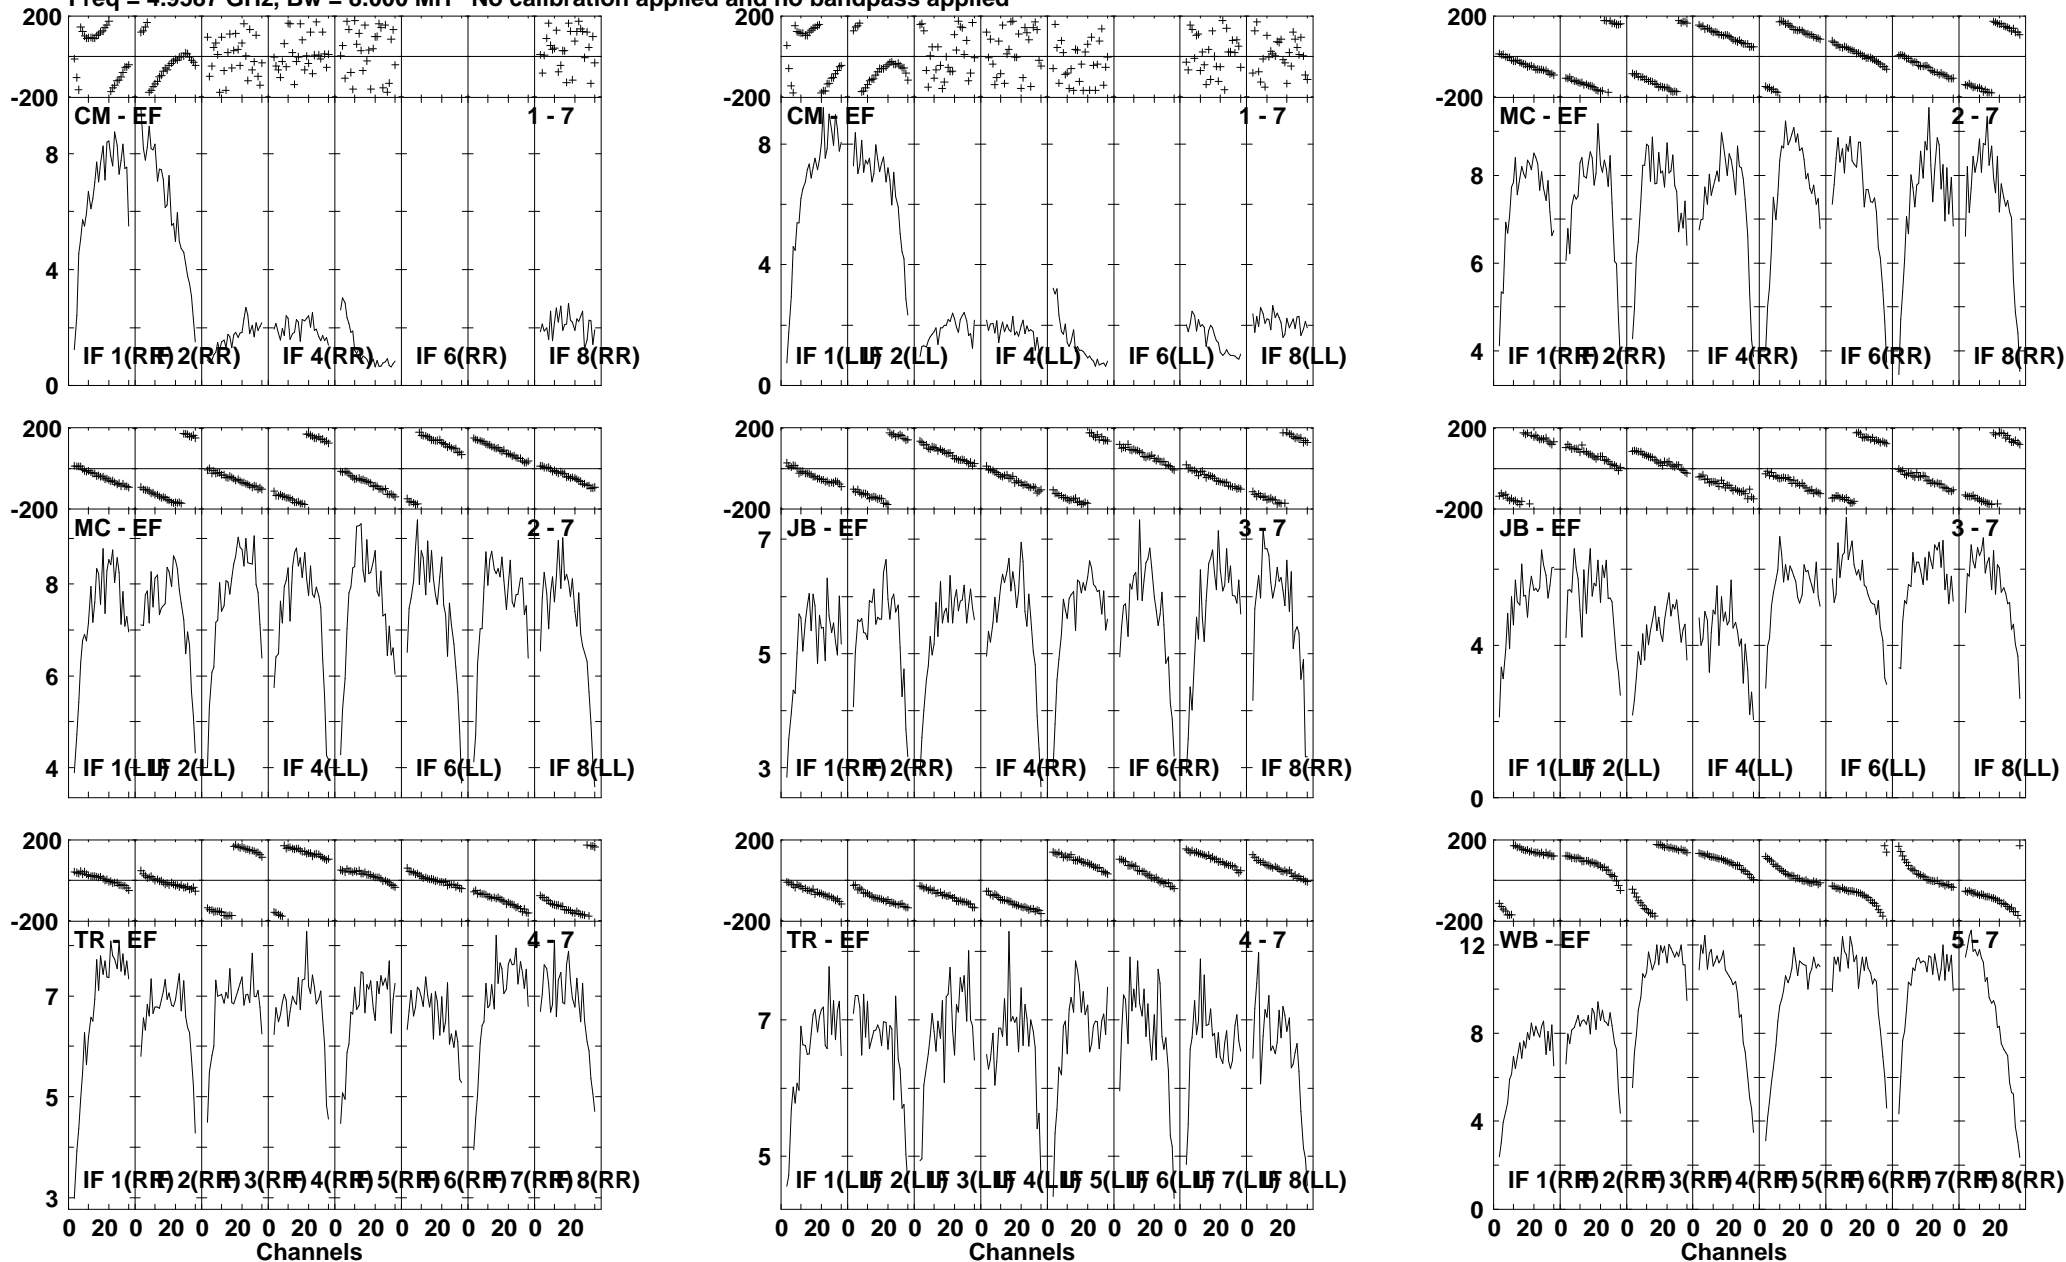 Freq = 4.9587 GHz, Bw = 8.000 MH No calibration applied and no bandpass applied
200 200 200
-200 -200 -200
CM - EF 1 - 7 CM - EF 1 - 7 MC - EF 2 - 7
8 8 8
4 4 6
0 0 4
IF 1(RR) IF 2(RR) IF 4(RR) IF 6(RR) IF 8(RR) IF 1(LL) IF 2(LL) IF 4(LL) IF 6(LL) IF 8(LL) IF 1(RR) IF 2(RR) IF 4(RR) IF 6(RR) IF 8(RR)
200 200 200
-200 -200 -200
MC - EF 2 - 7 JB - EF 3 - 7 JB - EF 3 - 7
8 7
6 5 4
4 3 0
IF 1(LL) IF 2(LL) IF 4(LL) IF 6(LL) IF 8(LL) IF 1(RR) IF 2(RR) IF 4(RR) IF 6(RR) IF 8(RR) IF 1(LL) IF 2(LL) IF 4(LL) IF 6(LL) IF 8(LL)
200 200 200
-200 -200 -200
TR - EF 4 - 7 TR - EF 4 - 7 WB - EF 5 - 7
7 7 12
5 5 8
3 4
0
IF 1(RR) IF 2(RR) IF 3(RR) IF 4(RR) IF 5(RR) IF 6(RR) IF 7(RR) IF 8(RR) IF 1(LL) IF 2(LL) IF 3(LL) IF 4(LL) IF 5(LL) IF 6(LL) IF 7(LL) IF 8(LL) IF 1(RR) IF 2(RR) IF 3(RR) IF 4(RR) IF 5(RR) IF 6(RR) IF 7(RR) IF 8(RR)
0 20 0 20 0 20 0 20 0 20 0 20 0 20 0 20 0 20 0 20 0 20 0 20 0 20 0 20 0 20 0 20 0 20 0 20 0 20 0 20 0 20 0 20 0 20 0 20
Channels Channels Channels